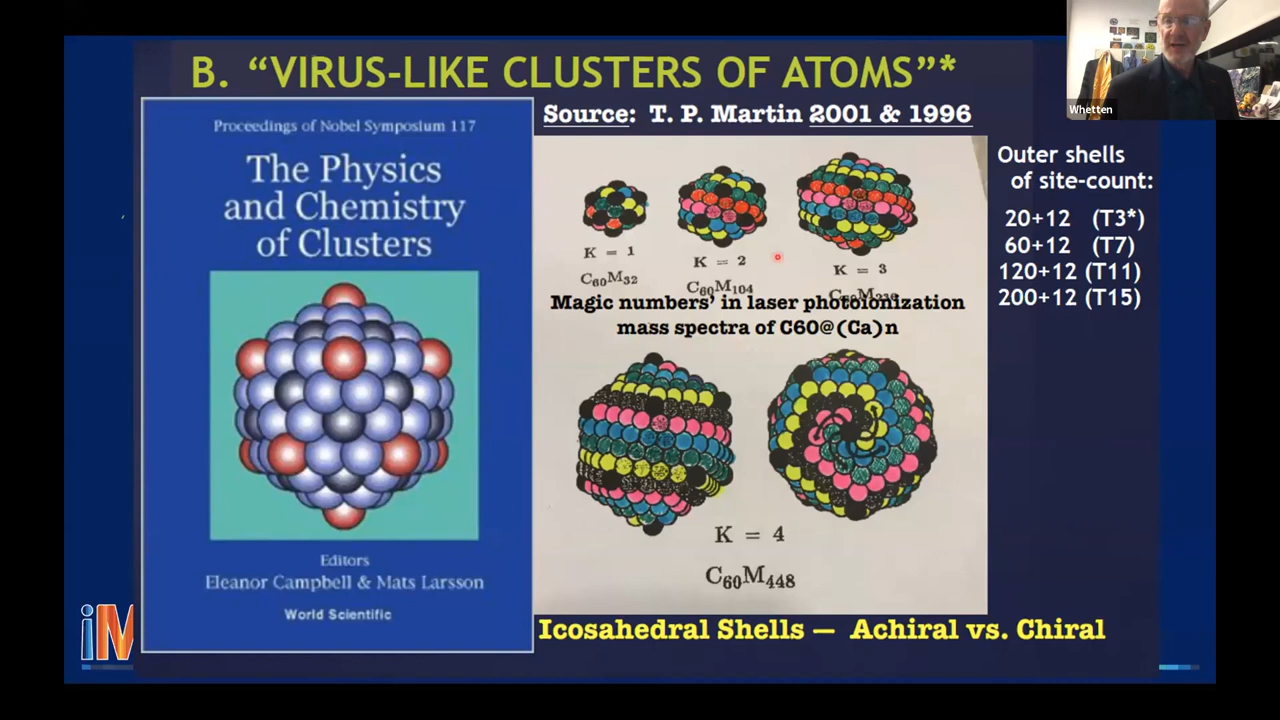 B. “VIRUS-LIKE CLUSTERS OF ATOMS”*
Whetten
Proceedings of Nobel Symposium 117
The Physics
and Chemistry
of Clusters
Editors
Eleanor Campbell & Mats Larsson
World Scientific
Source: T. P. Martin 2001 & 1996
K = 1
C60M32
K = 2
C60M104
K = 3
Magic numbers’ in laser photoionization
mass spectra of C60@(Ca)n
K = 4
C60M448
Icosahedral Shells — Achiral vs. Chiral
Outer shells
of site-count:
20+12 (T3*)
60+12 (T7)
120+12 (T11)
200+12 (T15)
iM